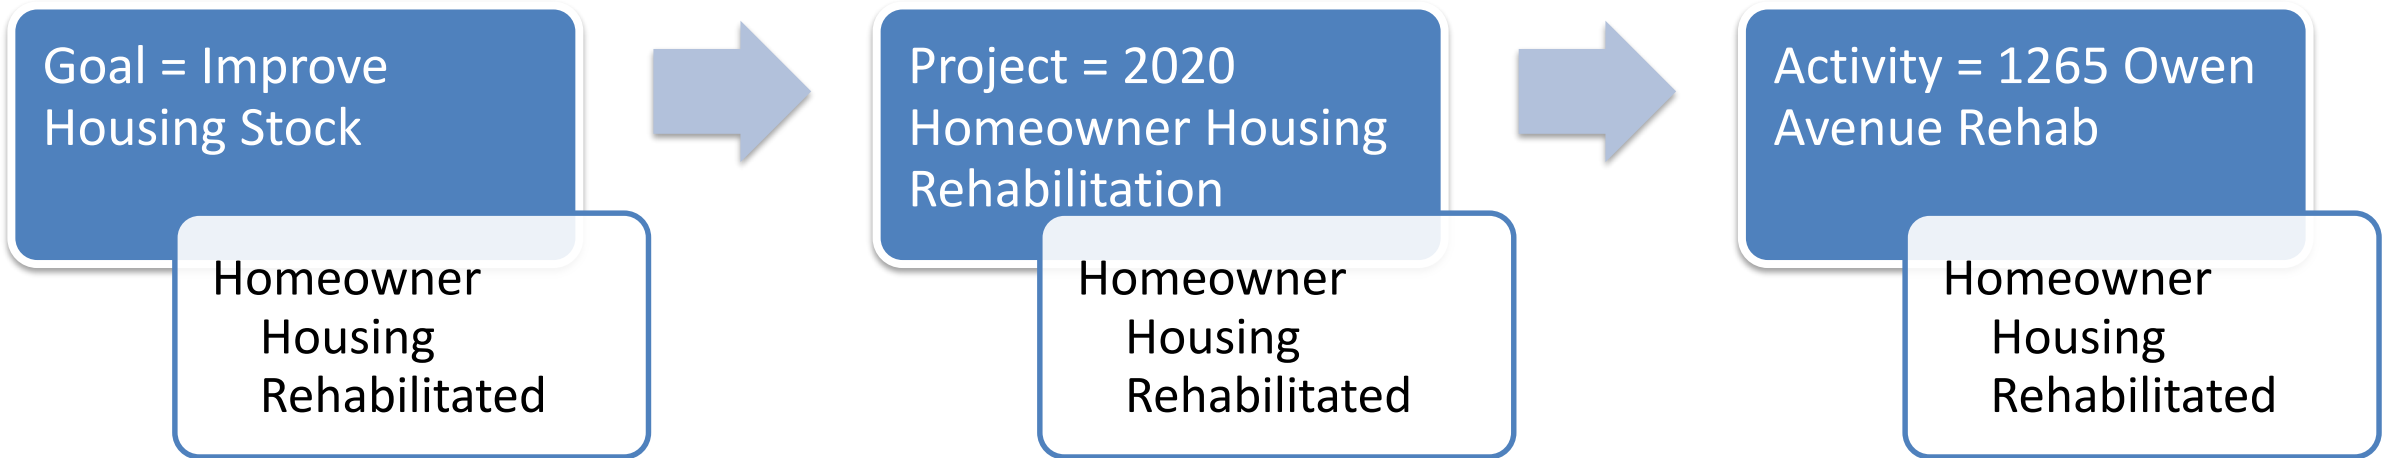 Goal = Improve
Housing Stock
Homeowner
Housing
Rehabilitated
Project = 2020
Homeowner Housing
Rehabilitation
Homeowner
Housing
Rehabilitated
Activity = 1265 Owen
Avenue Rehab
Homeowner
Housing
Rehabilitated